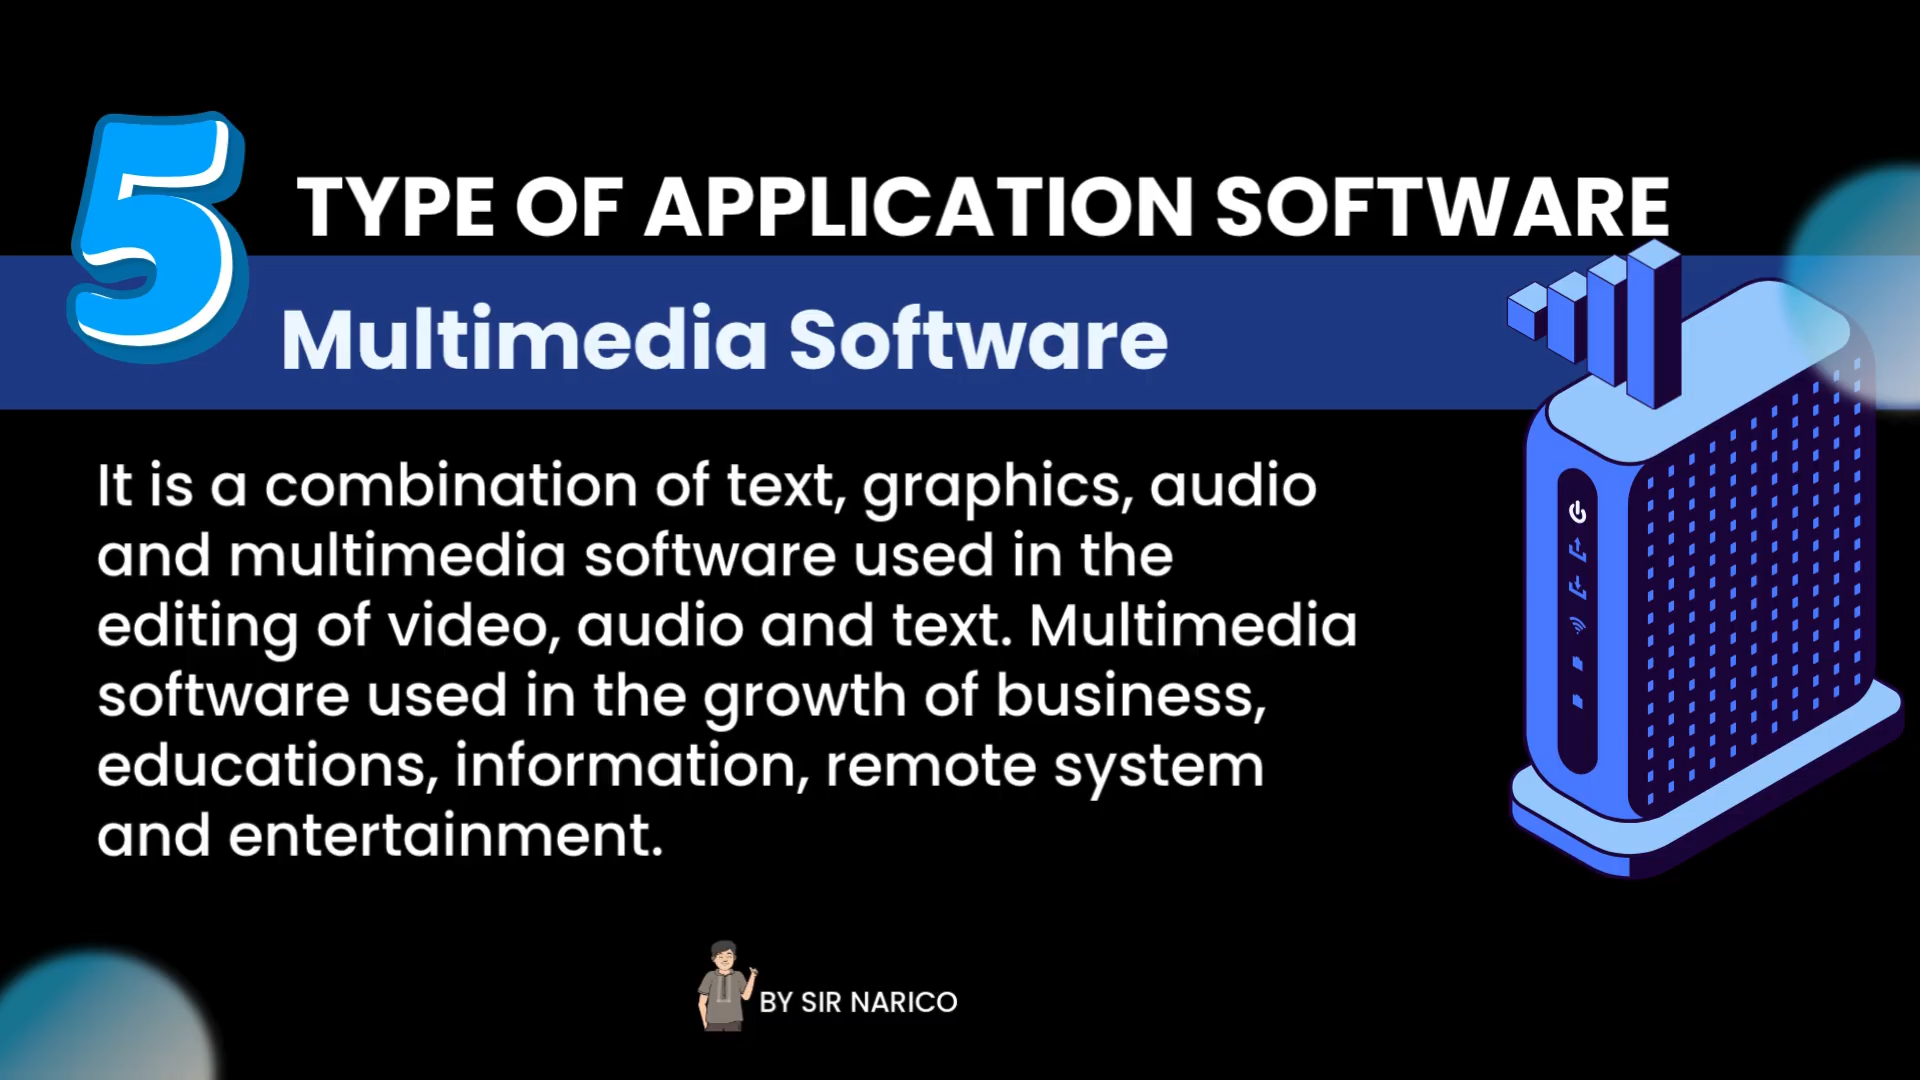 5
TYPE OF APPLICATION SOFTWARE
Multimedia Software
It is a combination of text, graphics, audio
and multimedia software used in the
editing of video, audio and text. Multimedia
software used in the growth of business,
educations, information, remote system
and entertainment.
BY SIR NARICO